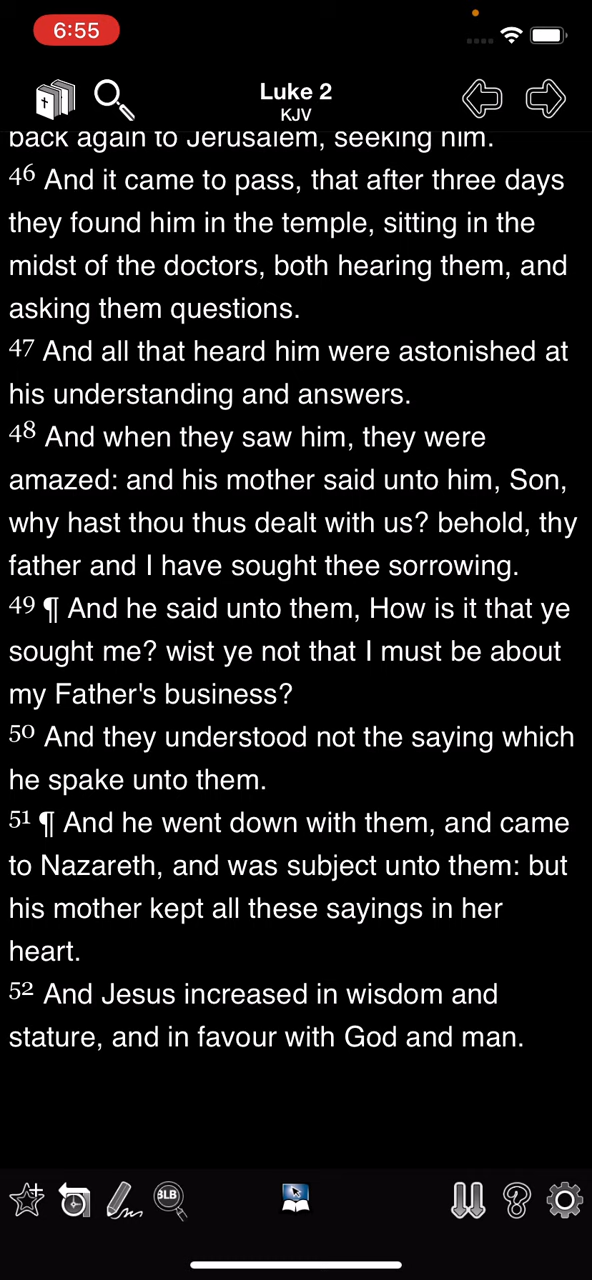 6:55
Luke 2
KJV
back again to Jerusalem, seeking him.
46 And it came to pass, that after three days
they found him in the temple, sitting in the
midst of the doctors, both hearing them, and
asking them questions.
47 And all that heard him were astonished at
his understanding and answers.
48 And when they saw him, they were
amazed: and his mother said unto him, Son,
why hast thou thus dealt with us? behold, thy
father and I have sought thee sorrowing.
49 ¶ And he said unto them, How is it that ye
sought me? wist ye not that I must be about
my Father's business?
50 And they understood not the saying which
he spake unto them.
51 ¶ And he went down with them, and came
to Nazareth, and was subject unto them: but
his mother kept all these sayings in her
heart.
52 And Jesus increased in wisdom and
stature, and in favour with God and man.
BLB